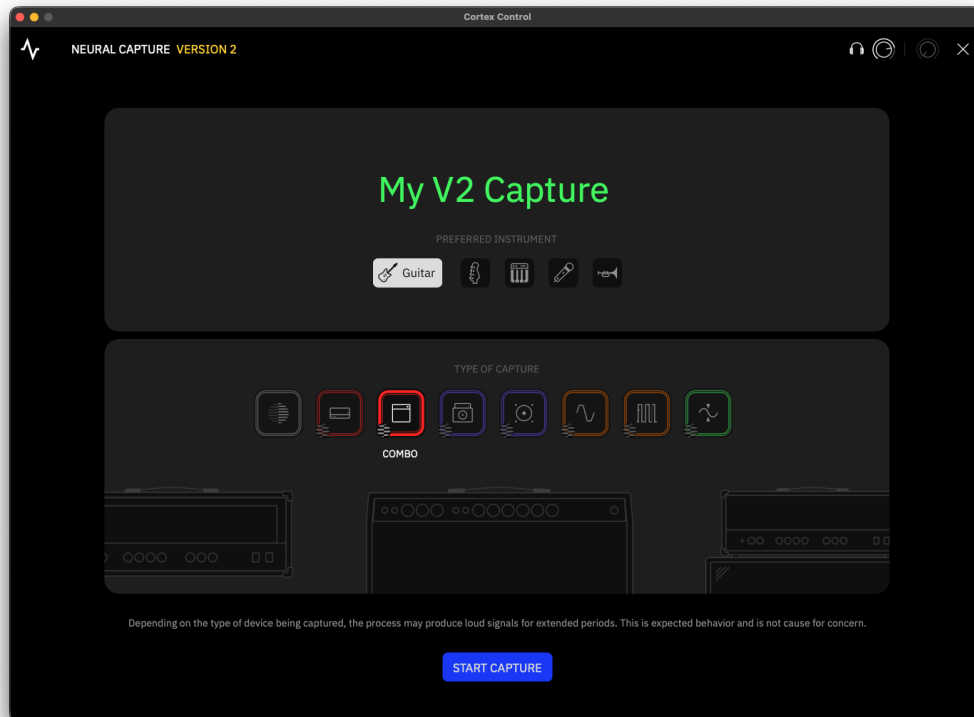 Cortex Control
NEURAL CAPTURE VERSION 2
My V2 Capture
PREFERRED INSTRUMENT
Guitar
TYPE OF CAPTURE
COMBO
Depending on the type of device being captured, the process may produce loud signals for extended periods. This is expected behavior and is not cause for concern.
START CAPTURE